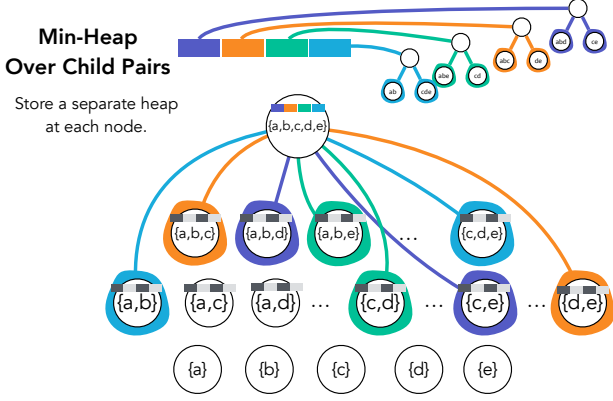 Min-Heap
Over Child Pairs
Store a separate heap
at each node.
abd ce
abc de
abe cd
ab cde
{a,b,c,d,e}
{a,b,c} {a,b,d} {a,b,e} ... {c,d,e}
{a,b} {a,c} {a,d} ... {c,d} ... {c,e} ... {d,e}
{a} {b} {c} {d} {e}